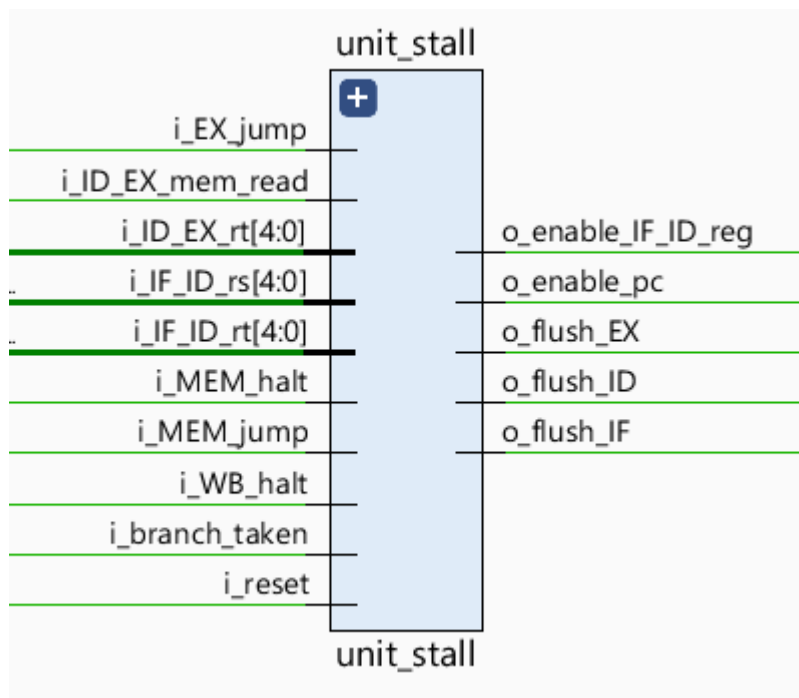 unit_stall
+
i_EX_jump
i_ID_EX_mem_read
i_ID_EX_rt[4:0]
i_IF_ID_rs[4:0]
i_IF_ID_rt[4:0]
i_MEM_halt
i_MEM_jump
i_WB_halt
i_branch_taken
i_reset
o_enable_IF_ID_reg
o_enable_pc
o_flush_EX
o_flush_ID
o_flush_IF
unit_stall